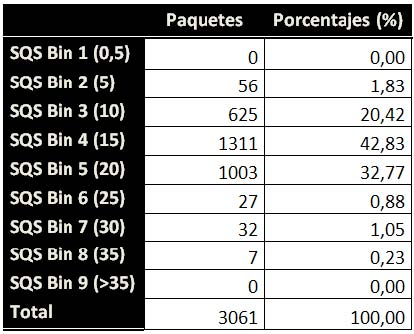 Paquetes Porcentajes (%)
SQS Bin 1 (0,5) 0 0,00
SQS Bin 2 (5) 56 1,83
SQS Bin 3 (10) 625 20,42
SQS Bin 4 (15) 1311 42,83
SQS Bin 5 (20) 1003 32,77
SQS Bin 6 (25) 27 0,88
SQS Bin 7 (30) 32 1,05
SQS Bin 8 (35) 7 0,23
SQS Bin 9 (>35) 0 0,00
Total 3061 100,00